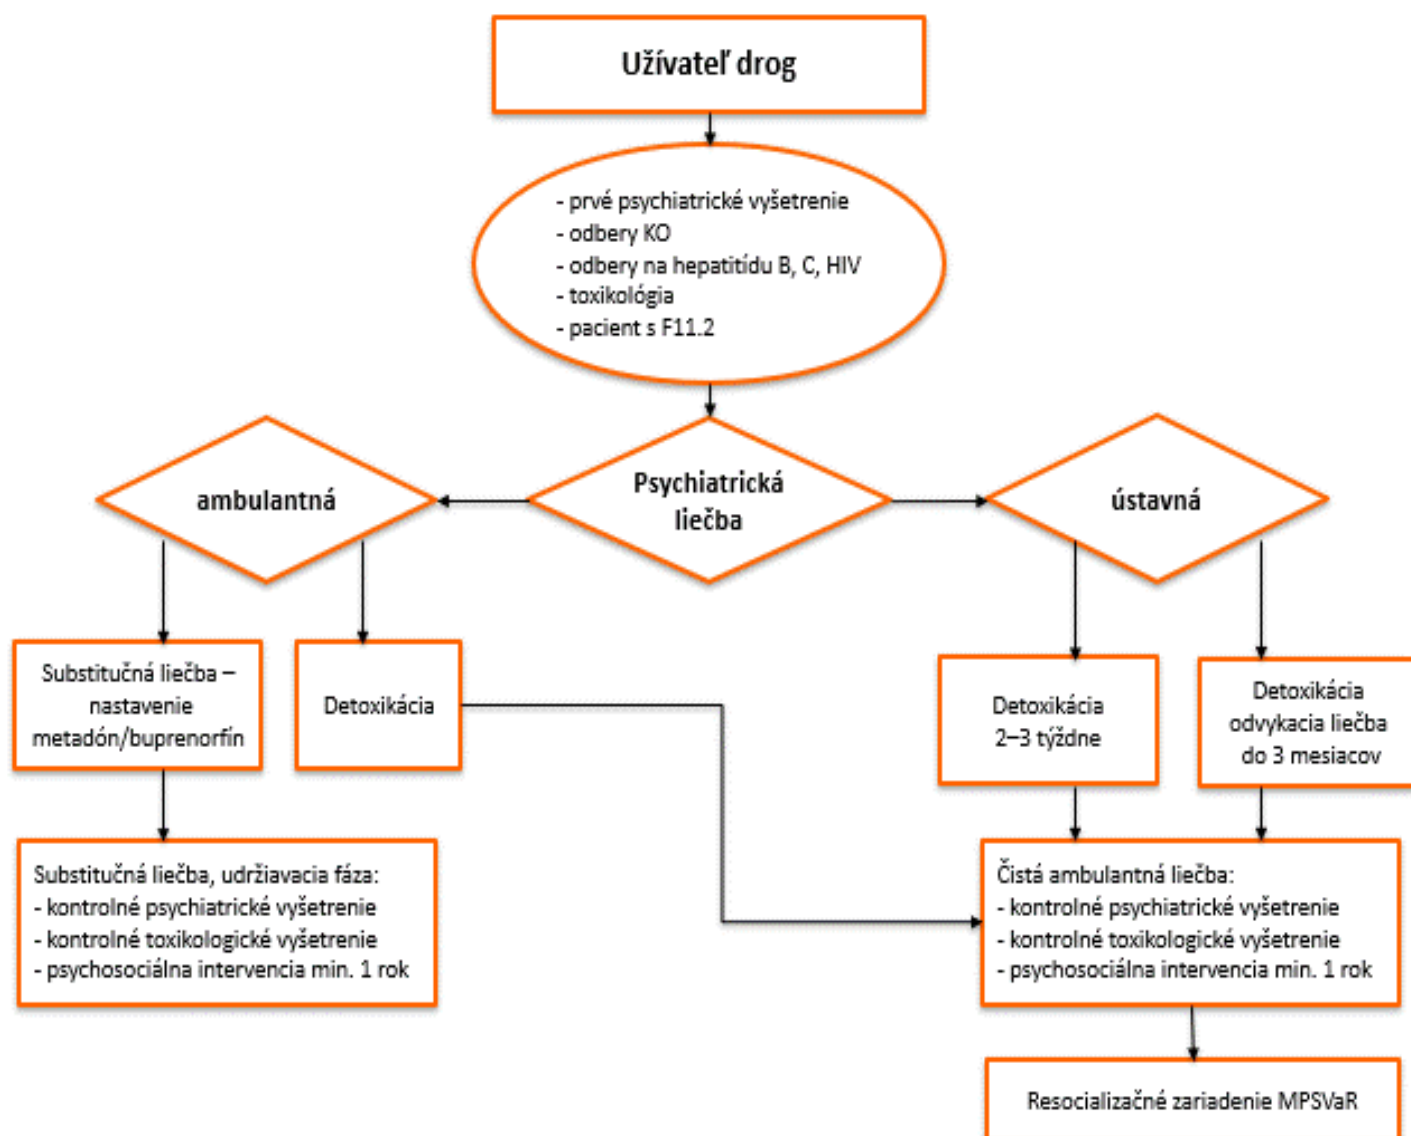 Užívateľ drog
- prvé psychiatrické vyšetrenie
- odbery KO
- odbery na hepatitídu B, C, HIV
- toxikológia
- pacient s F11.2
ambulantná
Psychiatrická
liečba
ústavná
Substitučná liečba –
nastavenie
metadón/buprenorfín
Detoxikácia
Detoxikácia
2–3 týždne
Detoxikácia
odvykacia liečba
do 3 mesiacov
Substitučná liečba, udržiavacia fáza:
- kontrolné psychiatrické vyšetrenie
- kontrolné toxikologické vyšetrenie
- psychosociálna intervencia min. 1 rok
Čistá ambulantná liečba:
- kontrolné psychiatrické vyšetrenie
- kontrolné toxikologické vyšetrenie
- psychosociálna intervencia min. 1 rok
Resocializačné zariadenie MPSVaR